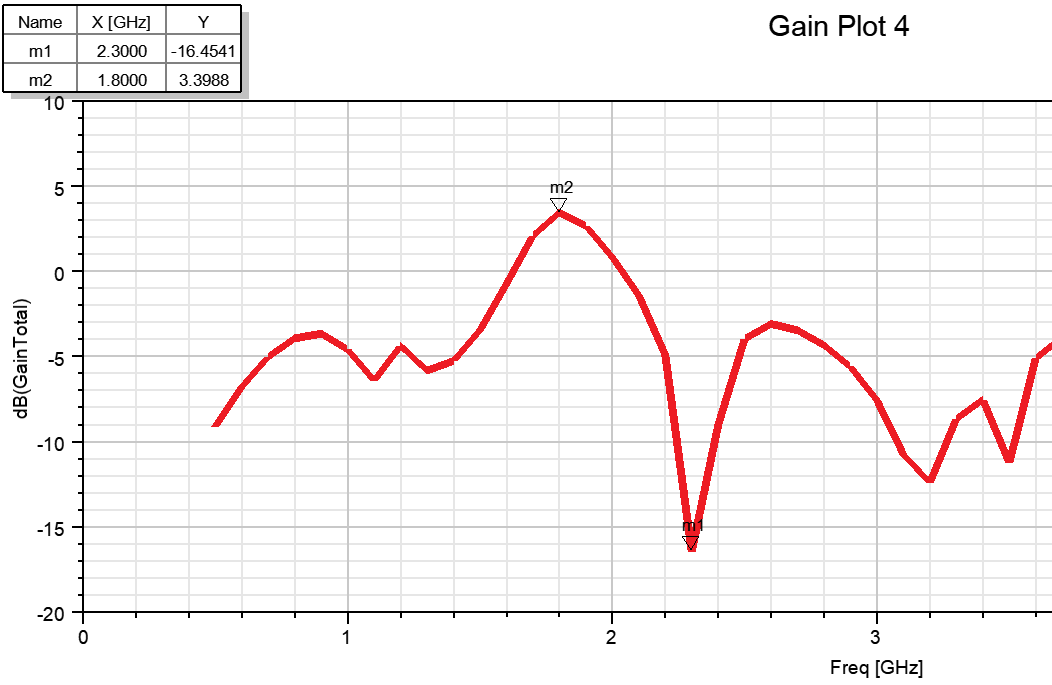 Name X [GHz] Y
m1 2.3000 -16.4541
m2 1.8000 3.3988
Gain Plot 4
10
5
0
-5
-10
-15
-20
dB(GainTotal)
m2
m1
0 1 2 3
Freq [GHz]